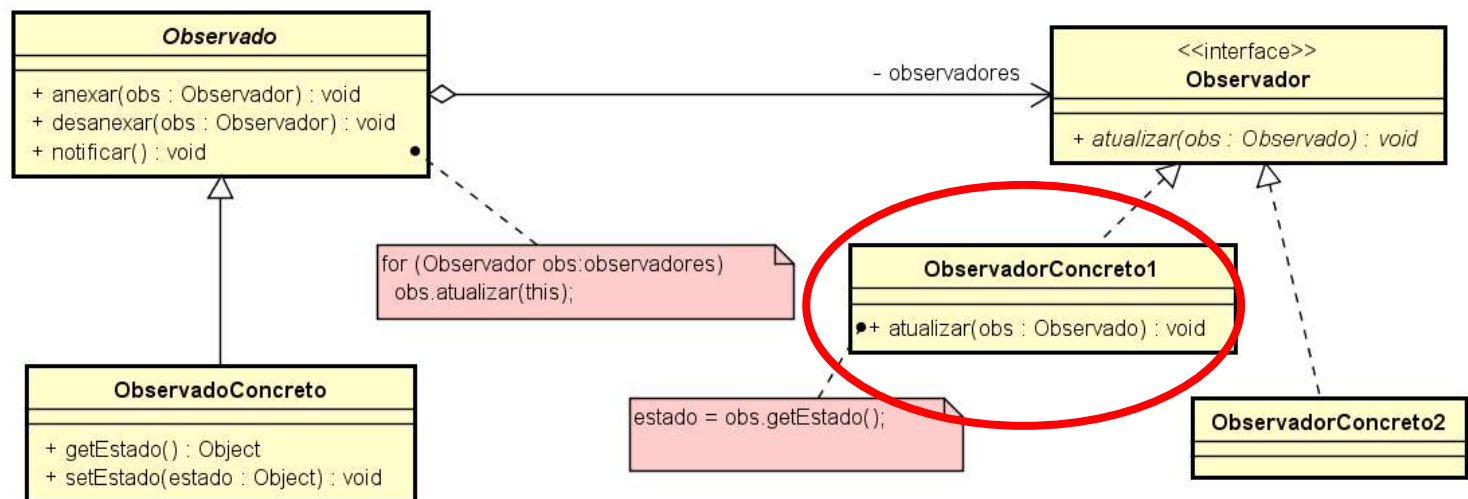 Observado
+ anexar(obs : Observador) : void
+ desanexar(obs : Observador) : void
+ notificar() : void
- observadores
<<interface>>
Observador
+ atualizar(obs : Observado) : void
for (Observador obs:observadores)
obs.atualizar(this);
ObservadorConcreto1
+ atualizar(obs : Observado) : void
estado = obs.getEstado();
ObservadoConcreto
+ getEstado() : Object
+ setEstado(estado : Object) : void
ObservadorConcreto2